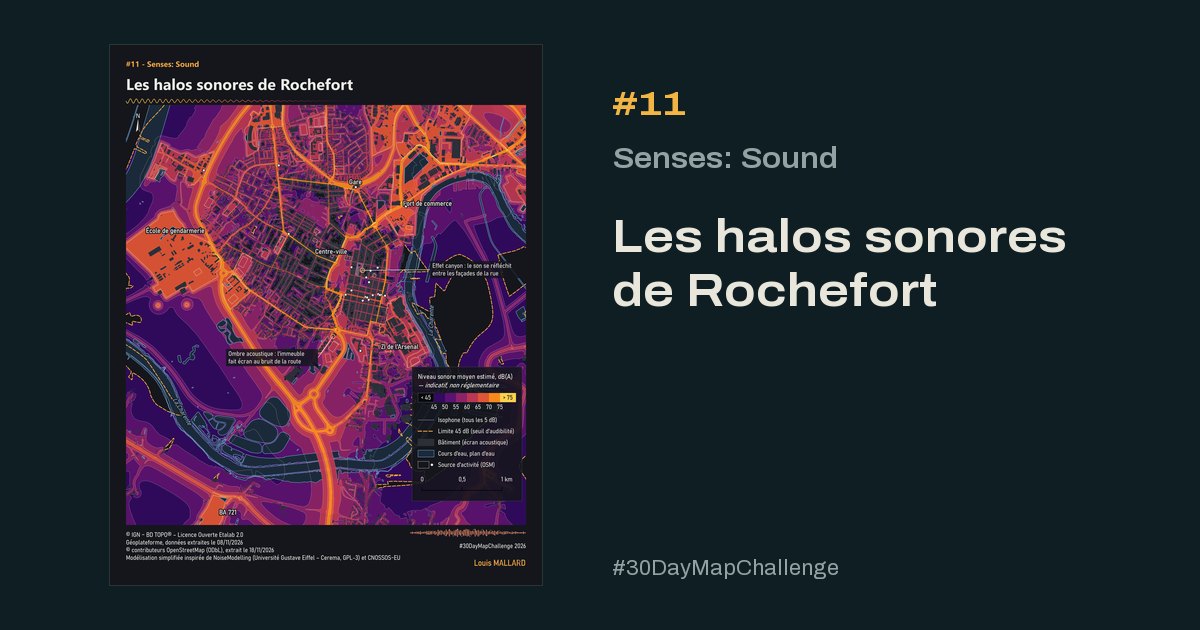 #11 - Senses: Sound
Les halos sonores de Rochefort
N
Gare
Port de commerce
École de gendarmerie
Centre-ville
Effet canyon : le son se réfléchit
entre les façades de la rue
La Charente
ZI de l'Arsenal
Ombre acoustique : l'immeuble
fait écran au bruit de la route
La Charente
BA 721
Niveau sonore moyen estimé, dB(A)
— indicatif, non réglementaire
< 45
> 75
45 50 55 60 65 70 75
Isophone (tous les 5 dB)
Limite 45 dB (seuil d'audibilité)
Bâtiment (écran acoustique)
Cours d'eau, plan d'eau
Source d'activité (OSM)
0 0,5 1 km
© IGN – BD TOPO® - Licence Ouverte Etalab 2.0
Géoplateforme, données extraites le 08/11/2026
© contributeurs OpenStreetMap (ODbL), extrait le 18/11/2026
Modélisation simplifiée inspirée de NoiseModelling (Université Gustave Eiffel – Cerema, GPL-3) et CNOSSOS-EU
#30DayMapChallenge 2026
Louis MALLARD
#11
Senses: Sound
Les halos sonores
de Rochefort
#30DayMapChallenge